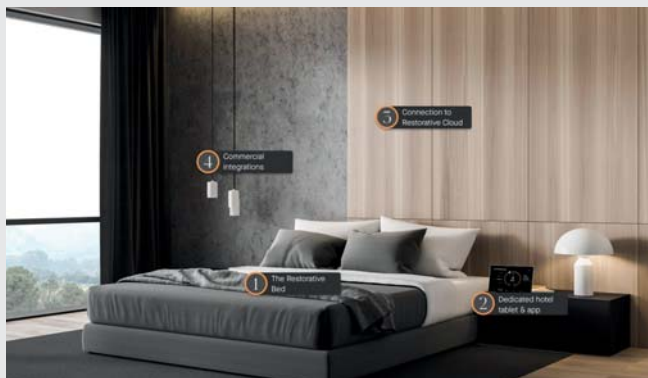 3
Connection to
Restorative Cloud
4
Commercial
integrations
1
The Restorative
Bed
2
Dedicated hotel
tablet & app